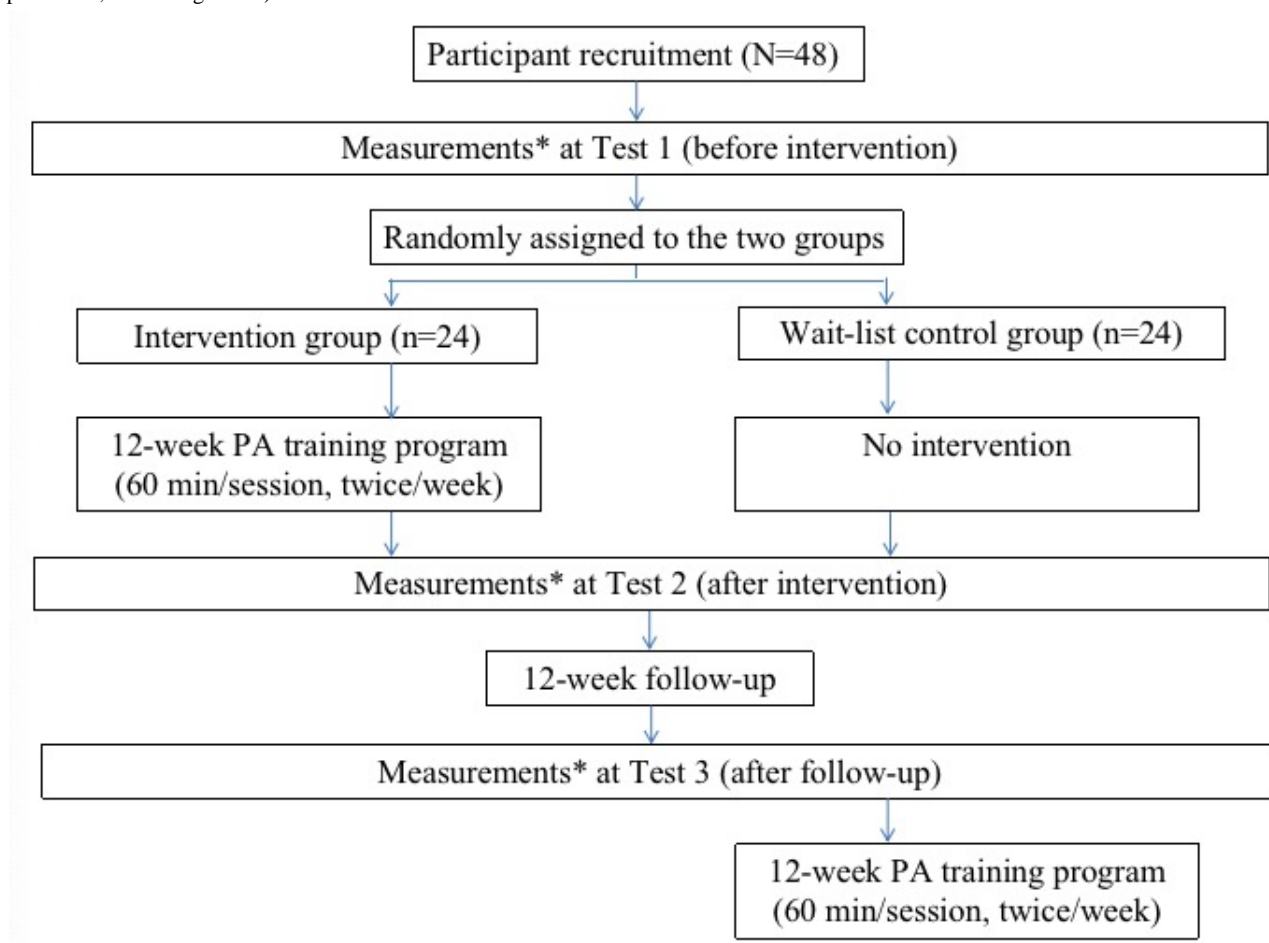 Participant recruitment (N=48)
Measurements* at Test 1 (before intervention)
Randomly assigned to the two groups
Intervention group (n=24)
Wait-list control group (n=24)
12-week PA training program
(60 min/session, twice/week)
No intervention
Measurements* at Test 2 (after intervention)
12-week follow-up
Measurements* at Test 3 (after follow-up)
12-week PA training program
(60 min/session, twice/week)